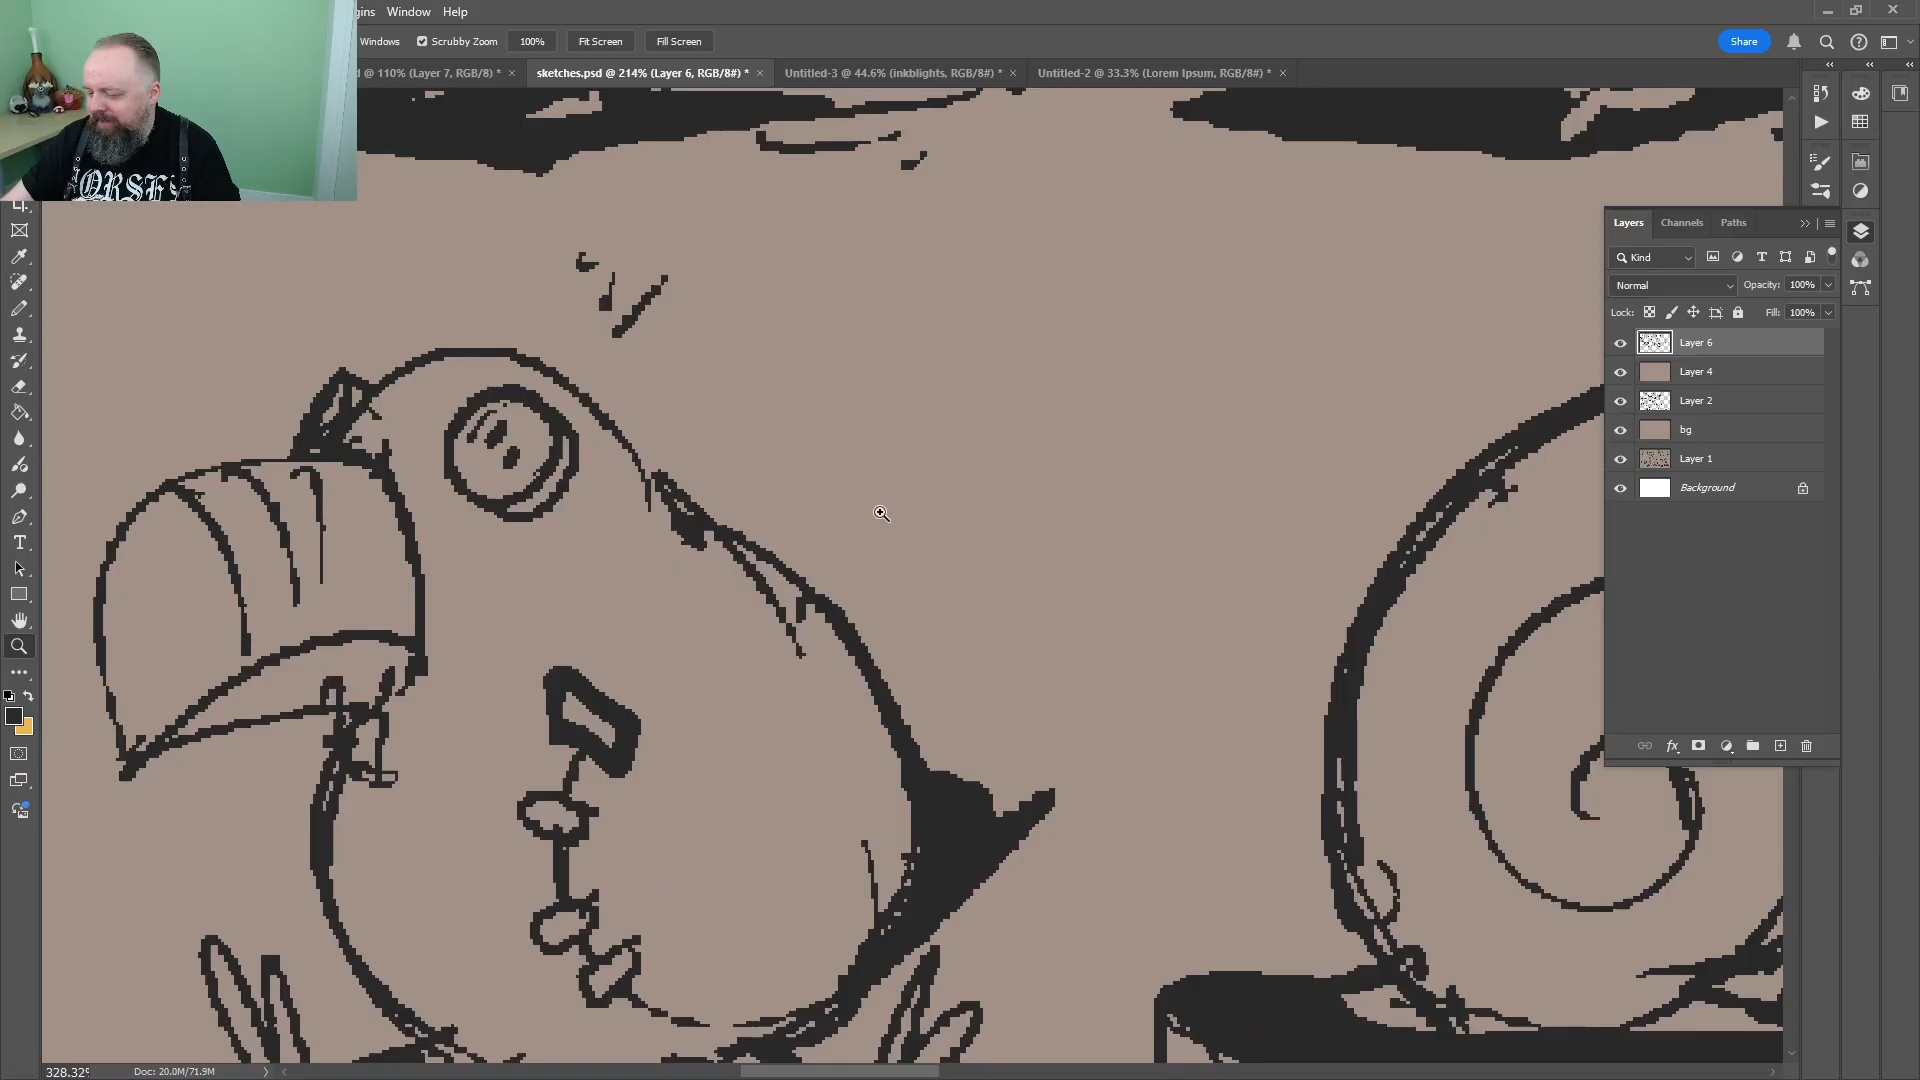 gins Window Help
Windows Scrubby Zoom 100% Fit Screen Fill Screen Share
d @ 110% (Layer 7, RGB/8) * × sketches.psd @ 214% (Layer 6, RGB/8#) * × Untitled-3 @ 44.6% (inkblights, RGB/8#) * × Untitled-2 @ 33.3% (Lorem Ipsum, RGB/8#) * ×
Layers Channels Paths
Kind
Normal Opacity: 100%
Lock: Fill: 100%
Layer 6
Layer 4
Layer 2
bg
Layer 1
Background
fx
328.32% Doc: 20.0M/71.9M